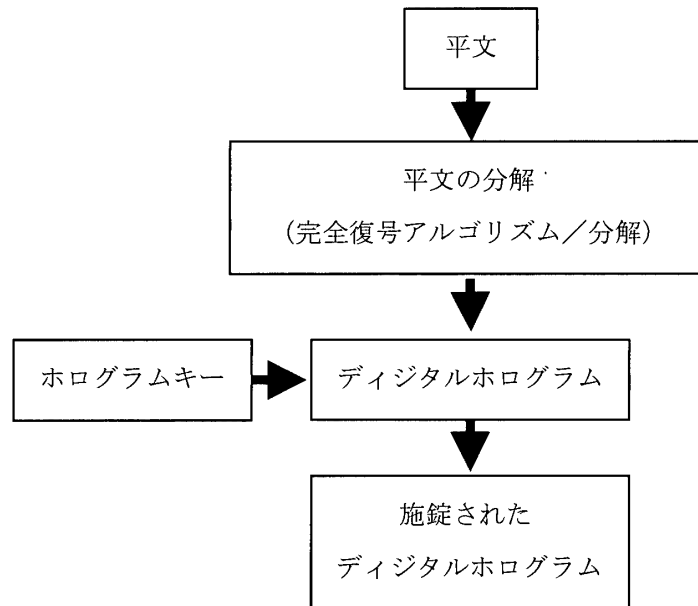 平文
平文の分解
(完全復号アルゴリズム／分解)
ホログラムキー
ディジタルホログラム
施錠された
ディジタルホログラム